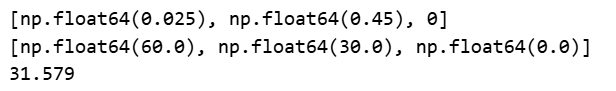 [np.float64(0.025), np.float64(0.45), 0]
[np.float64(60.0), np.float64(30.0), np.float64(0.0)]
31.579